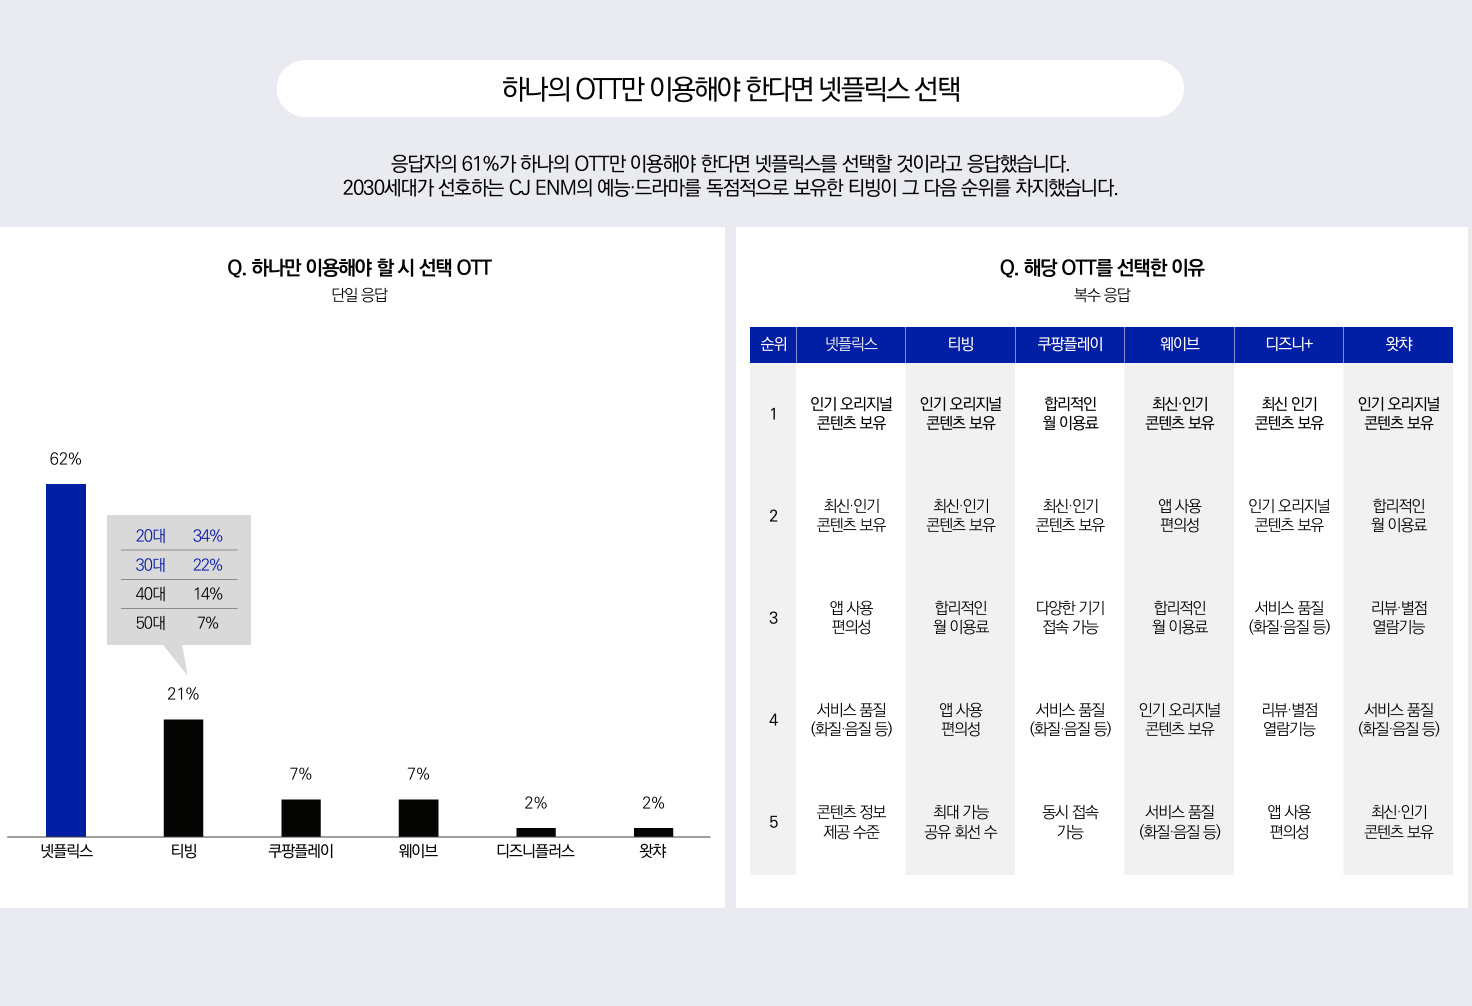 하나의 OTT만 이용해야 한다면 넷플릭스 선택
응답자의 61%가 하나의 OTT만 이용해야 한다면 넷플릭스를 선택할 것이라고 응답했습니다.
2030세대가 선호하는 CJ ENM의 예능·드라마를 독점적으로 보유한 티빙이 그 다음 순위를 차지했습니다.
Q. 하나만 이용해야 할 시 선택 OTT
단일 응답
62%
20대 34%
30대 22%
40대 14%
50대 7%
21%
7%
7%
2%
2%
넷플릭스 티빙 쿠팡플레이 웨이브 디즈니플러스 왓챠
Q. 해당 OTT를 선택한 이유
복수 응답
순위 넷플릭스 티빙 쿠팡플레이 웨이브 디즈니+ 왓챠
1
인기 오리지널
콘텐츠 보유
인기 오리지널
콘텐츠 보유
합리적인
월 이용료
최신·인기
콘텐츠 보유
최신 인기
콘텐츠 보유
인기 오리지널
콘텐츠 보유
2
최신·인기
콘텐츠 보유
최신·인기
콘텐츠 보유
최신·인기
콘텐츠 보유
앱 사용
편의성
인기 오리지널
콘텐츠 보유
합리적인
월 이용료
3
앱 사용
편의성
합리적인
월 이용료
다양한 기기
접속 가능
합리적인
월 이용료
서비스 품질
(화질·음질 등)
리뷰·별점
열람기능
4
서비스 품질
(화질·음질 등)
앱 사용
편의성
서비스 품질
(화질·음질 등)
인기 오리지널
콘텐츠 보유
리뷰·별점
열람기능
서비스 품질
(화질·음질 등)
5
콘텐츠 정보
제공 수준
최대 가능
공유 회선 수
동시 접속
가능
서비스 품질
(화질·음질 등)
앱 사용
편의성
최신·인기
콘텐츠 보유